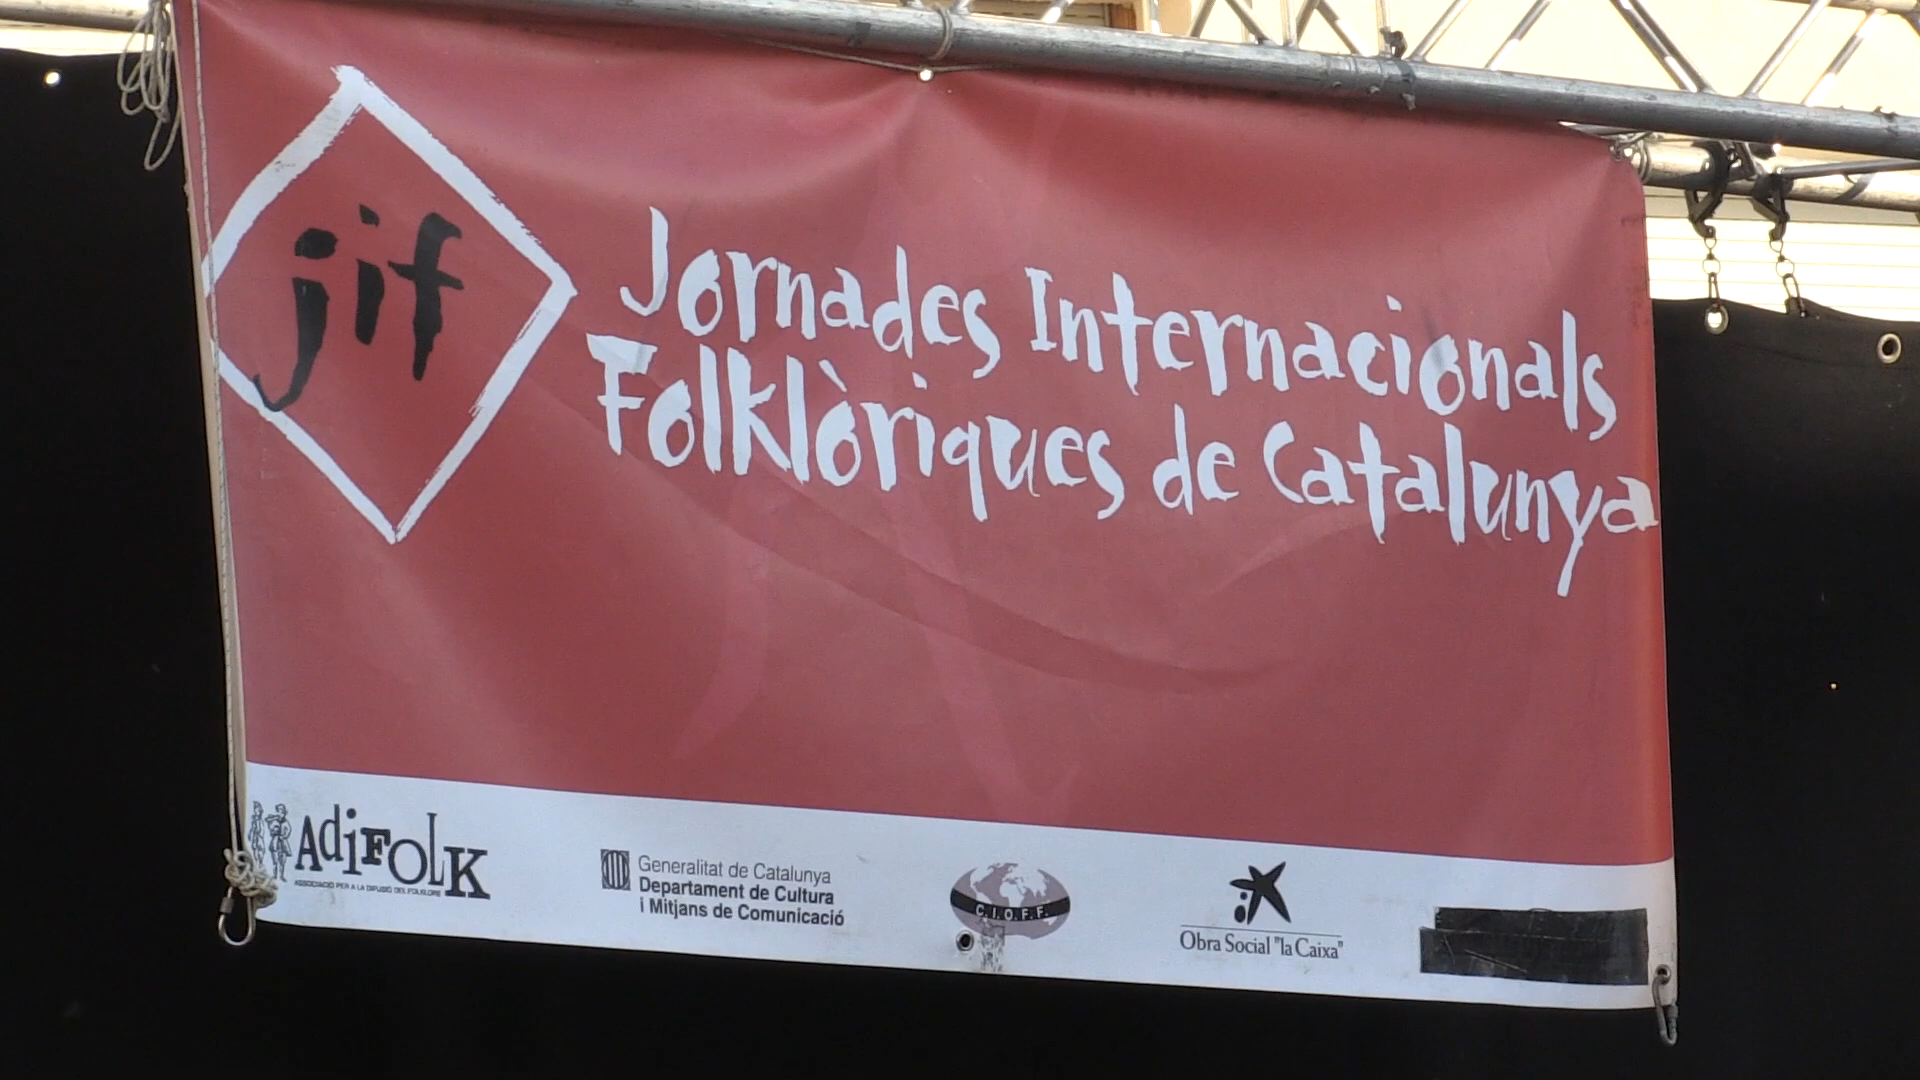 jif
Jornades Internacionals
Folklòriques de Catalunya
AdiFolk
ASSOCIACIÓ PER A LA DIFUSIÓ DEL FOLKLORE
Generalitat de Catalunya
Departament de Cultura
i Mitjans de Comunicació
C.I.O.F.F.
Obra Social "la Caixa"